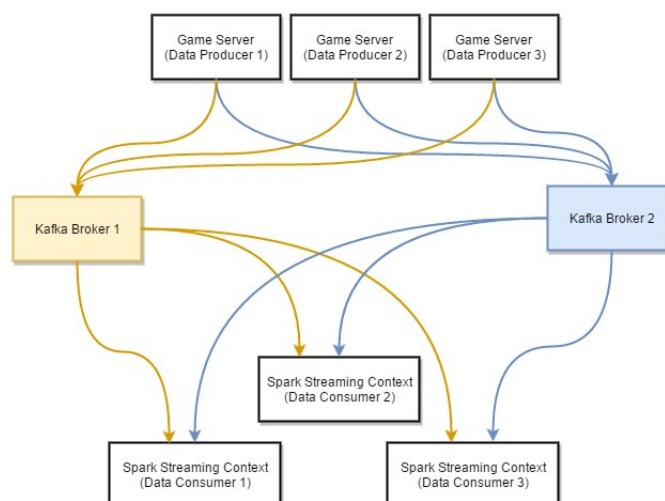 Game Server
(Data Producer 1)
Game Server
(Data Producer 2)
Game Server
(Data Producer 3)
Kafka Broker 1
Kafka Broker 2
Spark Streaming Context
(Data Consumer 2)
Spark Streaming Context
(Data Consumer 1)
Spark Streaming Context
(Data Consumer 3)